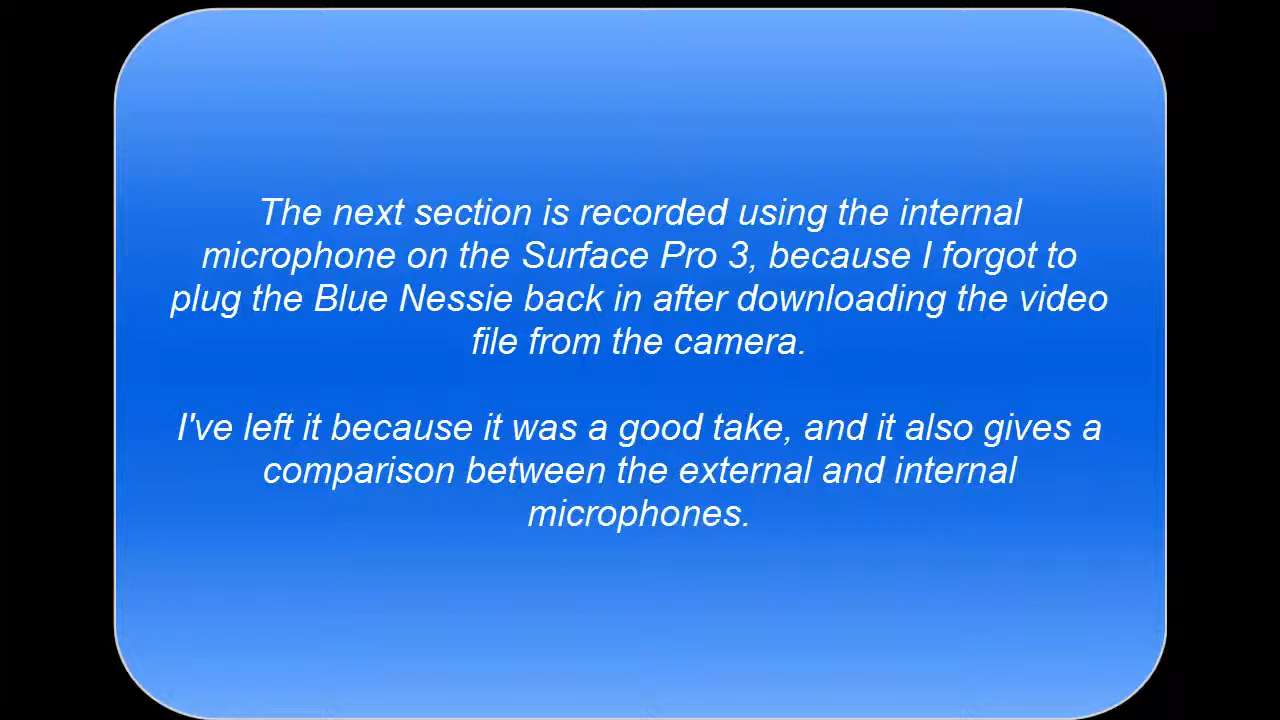 The next section is recorded using the internal
microphone on the Surface Pro 3, because I forgot to
plug the Blue Nessie back in after downloading the video
file from the camera.
I've left it because it was a good take, and it also gives a
comparison between the external and internal
microphones.